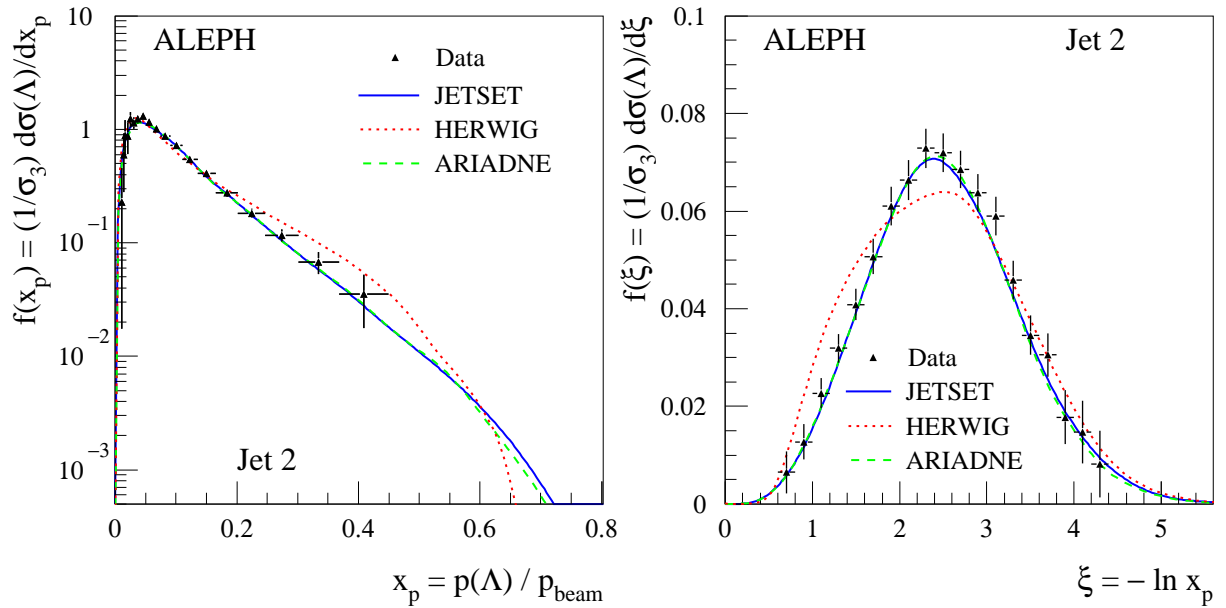 f(x_p) = (1/σ_3) dσ(Λ)/dx_p
10
1
10^−1
10^−2
10^−3
ALEPH
Data
JETSET
HERWIG
ARIADNE
Jet 2
0 0.2 0.4 0.6 0.8
x_p = p(Λ) / p_beam
f(ξ) = (1/σ_3) dσ(Λ)/dξ
0.1
0.08
0.06
0.04
0.02
0
ALEPH Jet 2
Data
JETSET
HERWIG
ARIADNE
0 1 2 3 4 5
ξ = − ln x_p